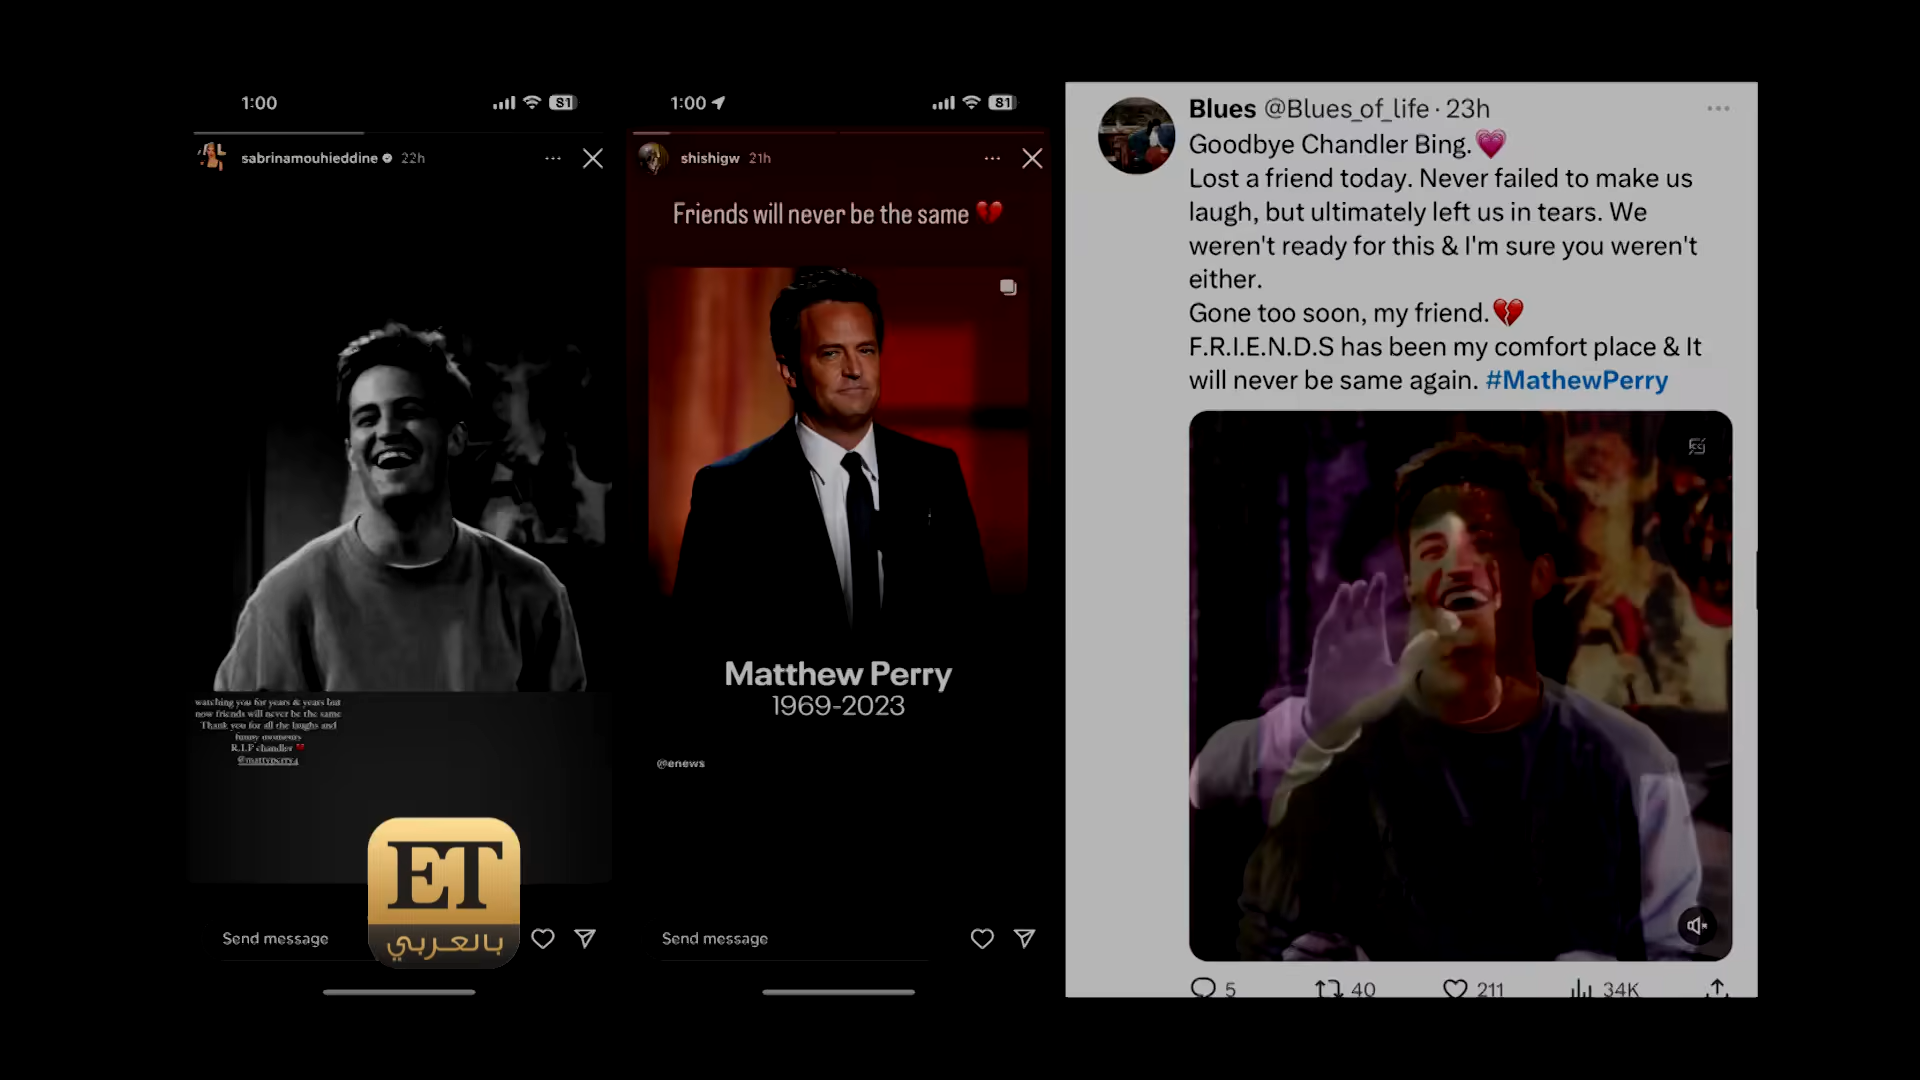 1:00
81
sabrinamouhieddine 22h
watching you for years & years but
now friends will never be the same
Thank you for all the laughs and
funny moments
R.I.P chandler
@mattyperry4
Send message
ET
بالعربي
1:00
81
shishigw 21h
Friends will never be the same 💔
Matthew Perry
1969-2023
@enews
Send message
Blues @Blues_of_life · 23h
Goodbye Chandler Bing.💗
Lost a friend today. Never failed to make us
laugh, but ultimately left us in tears. We
weren't ready for this & I'm sure you weren't
either.
Gone too soon, my friend.💔
F.R.I.E.N.D.S has been my comfort place & It
will never be same again. #MathewPerry
5 40 211 34K